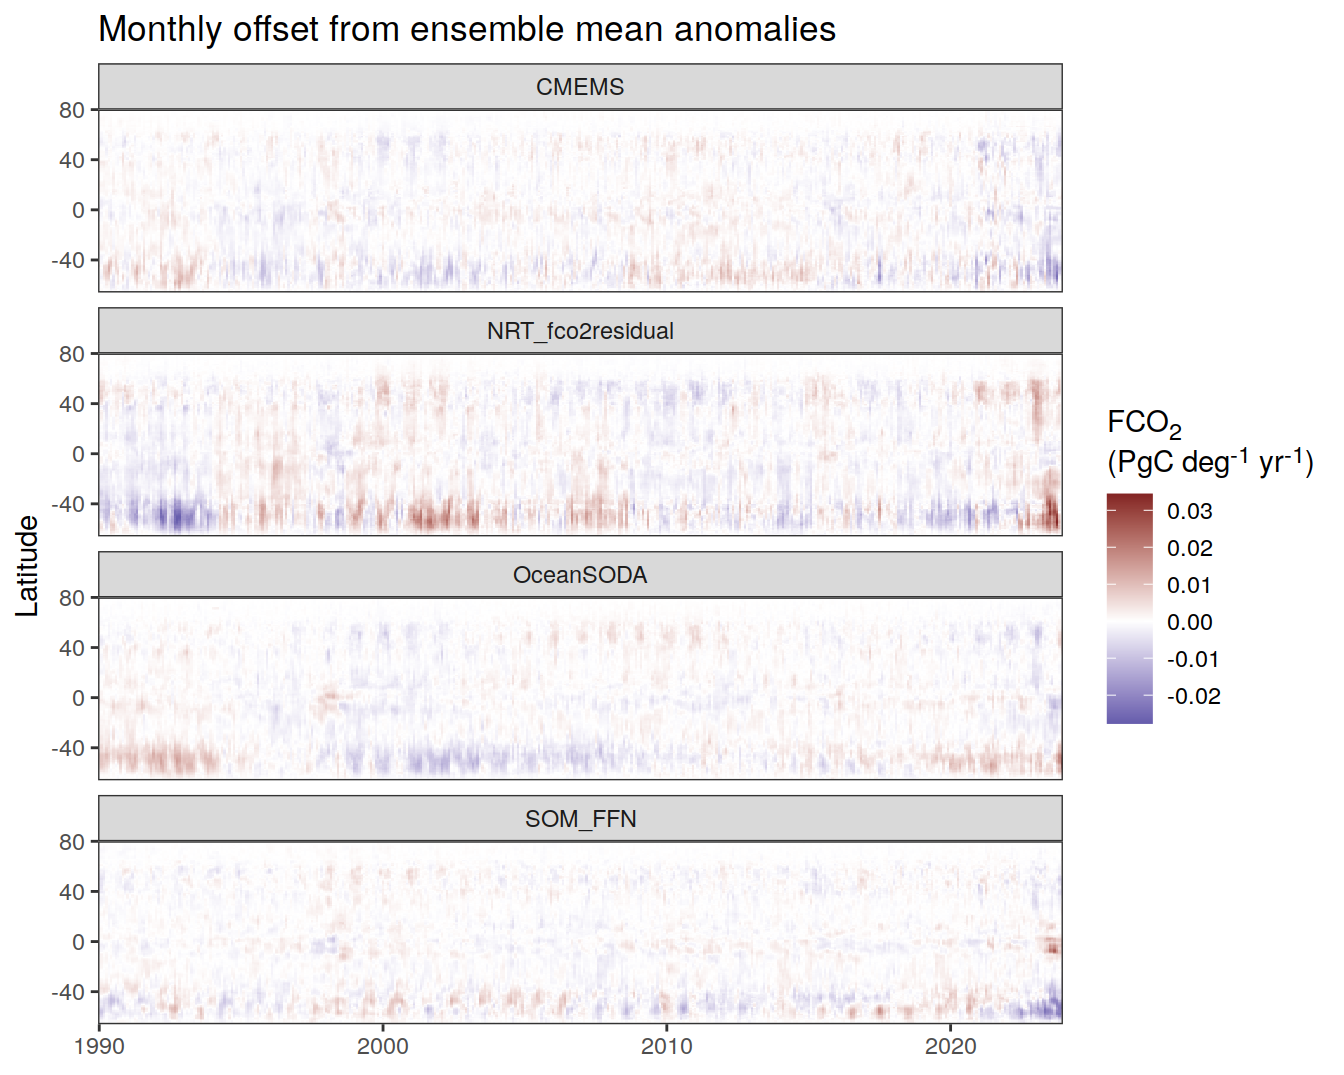 Monthly offset from ensemble mean anomalies
CMEMS
80
40
0
-40
NRT_fco2residual
80
40
0
-40
OceanSODA
80
40
0
-40
SOM_FFN
80
40
0
-40
1990 2000 2010 2020
Latitude
FCO2
(PgC deg-1 yr-1)
0.03
0.02
0.01
0.00
-0.01
-0.02